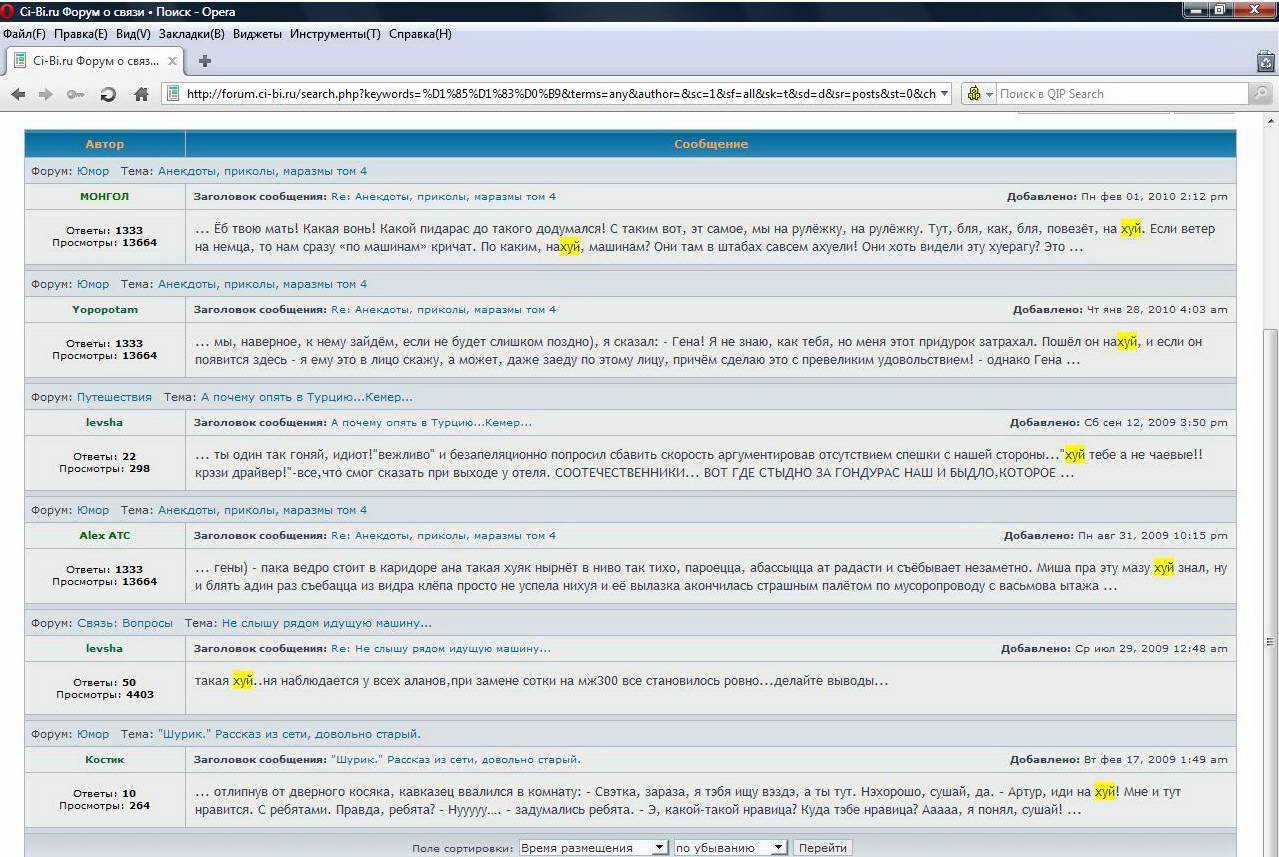 Ci-Bi.ru Форум о связи • Поиск - Opera
Файл(F) Правка(E) Вид(V) Закладки(B) Виджеты Инструменты(T) Справка(H)
Ci-Bi.ru Форум о связ...
http://forum.ci-bi.ru/search.php?keywords=%D1%85%D1%83%D0%B9&terms=any&author=&sc=1&sf=all&sk=t&sd=d&sr=posts&st=0&ch Поиск в QIP Search
Автор Сообщение
Форум: Юмор Тема: Анекдоты, приколы, маразмы том 4
МОНГОЛ Заголовок сообщения: Re: Анекдоты, приколы, маразмы том 4 Добавлено: Пн фев 01, 2010 2:12 pm
Ответы: 1333
Просмотры: 13664
... Ёб твою мать! Какая вонь! Какой пидарас до такого додумался! С таким вот, эт самое, мы на рулёжку, на рулёжку. Тут, бля, как, бля, повезёт, на хуй. Если ветер
на немца, то нам сразу «по машинам» кричат. По каким, нахуй, машинам? Они там в штабах савсем ахуели! Они хоть видели эту хуерагу? Это ...
Форум: Юмор Тема: Анекдоты, приколы, маразмы том 4
Yopopotam Заголовок сообщения: Re: Анекдоты, приколы, маразмы том 4 Добавлено: Чт янв 28, 2010 4:03 am
Ответы: 1333
Просмотры: 13664
... мы, наверное, к нему зайдём, если не будет слишком поздно), я сказал: - Гена! Я не знаю, как тебя, но меня этот придурок затрахал. Пошёл он нахуй, и если он
появится здесь - я ему это в лицо скажу, а может, даже заеду по этому лицу, причём сделаю это с превеликим удовольствием! - однако Гена ...
Форум: Путешествия Тема: А почему опять в Турцию...Кемер...
levsha Заголовок сообщения: А почему опять в Турцию...Кемер... Добавлено: Сб сен 12, 2009 3:50 pm
Ответы: 22
Просмотры: 298
... ты один так гоняй, идиот!"вежливо" и безапеляционно попросил сбавить скорость аргументировав отсутствием спешки с нашей стороны..."хуй тебе а не чаевые!!
крэзи драйвер!"-все,что смог сказать при выходе у отеля. СООТЕЧЕСТВЕННИКИ... ВОТ ГДЕ СТЫДНО ЗА ГОНДУРАС НАШ И БЫДЛО,КОТОРОЕ ...
Форум: Юмор Тема: Анекдоты, приколы, маразмы том 4
Alex ATC Заголовок сообщения: Re: Анекдоты, приколы, маразмы том 4 Добавлено: Пн авг 31, 2009 10:15 pm
Ответы: 1333
Просмотры: 13664
... гены) - пака ведро стоит в каридоре ана такая хуяк нырнёт в ниво так тихо, пароецца, абассыцца ат радасти и съёбывает незаметно. Миша пра эту мазу хуй знал, ну
и блять адин раз съебацца из видра клёпа просто не успела нихуя и её вылазка акончилась страшным палётом по мусоропроводу с васьмова ытажа ...
Форум: Связь: Вопросы Тема: Не слышу рядом идущую машину...
levsha Заголовок сообщения: Re: Не слышу рядом идущую машину... Добавлено: Ср июл 29, 2009 12:48 am
Ответы: 50
Просмотры: 4403
такая хуй..ня наблюдается у всех аланов,при замене сотки на мж300 все становилось ровно...делайте выводы...
Форум: Юмор Тема: "Шурик." Рассказ из сети, довольно старый.
Костик Заголовок сообщения: "Шурик." Рассказ из сети, довольно старый. Добавлено: Вт фев 17, 2009 1:49 am
Ответы: 10
Просмотры: 264
... отлипнув от дверного косяка, кавказец ввалился в комнату: - Свэтка, зараза, я тэбя ищу вэздэ, а ты тут. Нэхорошо, сушай, да. - Артур, иди на хуй! Мне и тут
нравится. С ребятами. Правда, ребята? - Нууууу.... - задумались ребята. - Э, какой-такой нравица? Куда тэбе нравица? Ааааа, я понял, сушай! ...
Поле сортировки: Время размещения по убыванию Перейти